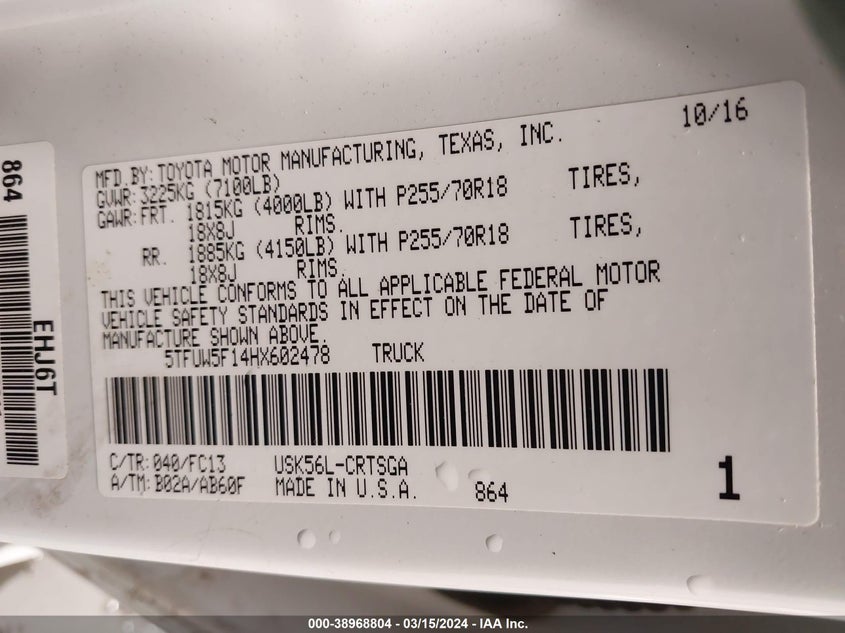 10/16
MFD.BY:TOYOTA MOTOR MANUFACTURING, TEXAS, INC.
GVWR:3225KG (7100LB)
GAWR:FRT. 1815KG (4000LB) WITH P255/70R18 TIRES,
18X8J RIMS.
RR. 1885KG (4150LB) WITH P255/70R18 TIRES,
18X8J RIMS.
THIS VEHICLE CONFORMS TO ALL APPLICABLE FEDERAL MOTOR
VEHICLE SAFETY STANDARDS IN EFFECT ON THE DATE OF
MANUFACTURE SHOWN ABOVE.
5TFUW5F14HX602478 TRUCK
C/TR:040/FC13 USK56L-CRTSGA
A/TM:B02A/AB60F MADE IN U.S.A. 864
1
864
EHJ6T
000-38968804 - 03/15/2024 - IAA Inc.